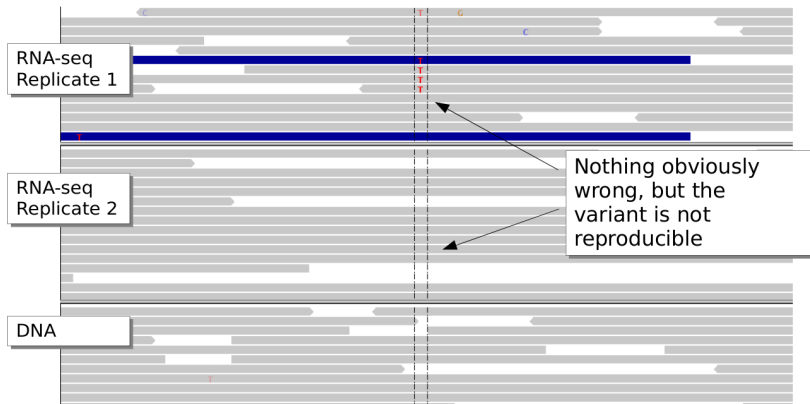 C T G
C
RNA-seq
Replicate 1
T
T
T
T
T
RNA-seq
Replicate 2
Nothing obviously
wrong, but the
variant is not
reproducible
DNA
T